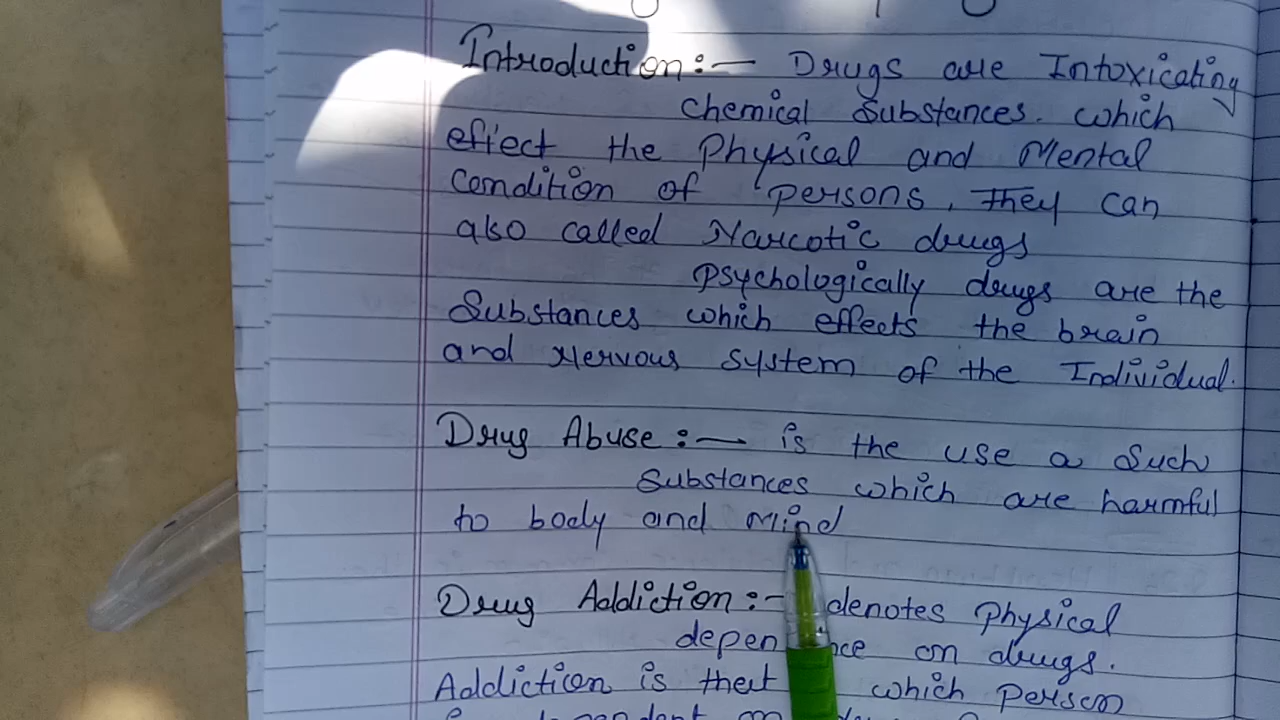 Introduction :- Drugs are Intoxicating
chemical substances. which
effect the Physical and Mental
condition of persons, They can
also called Narcotic drugs
Psychologically drugs are the
Substances which effects the brain
and Nervous system of the Individual.
Drug Abuse :- is the use a such
substances which are harmful
to body and Mind
Drug Addiction :- denotes Physical
on drugs.
Addiction is that which person